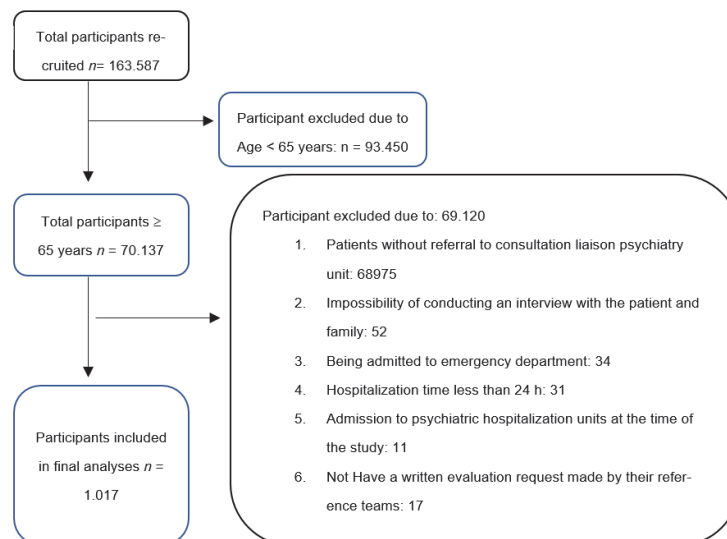 Total participants re-
cruited n= 163.587
Participant excluded due to
Age < 65 years: n = 93.450
Total participants ≥
65 years n = 70.137
Participant excluded due to: 69.120
1. Patients without referral to consultation liaison psychiatry
unit: 68975
2. Impossibility of conducting an interview with the patient and
family: 52
3. Being admitted to emergency department: 34
4. Hospitalization time less than 24 h: 31
5. Admission to psychiatric hospitalization units at the time of
the study: 11
6. Not Have a written evaluation request made by their refer-
ence teams: 17
Participants included
in final analyses n =
1.017